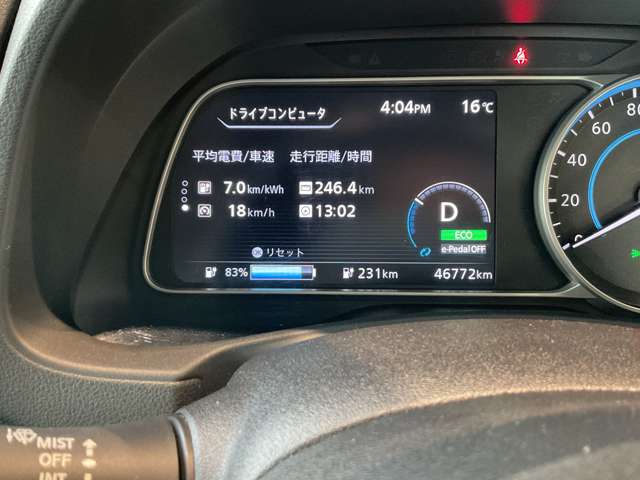 4:04PM 16℃
ドライブコンピュータ
平均電費/車速 走行距離/時間
7.0km/kWh 246.4km
18km/h 13:02
D
ECO
e-Pedal OFF
OK リセット
83% 231km 46772km
80
60
40
20
0
MIST
OFF
INT